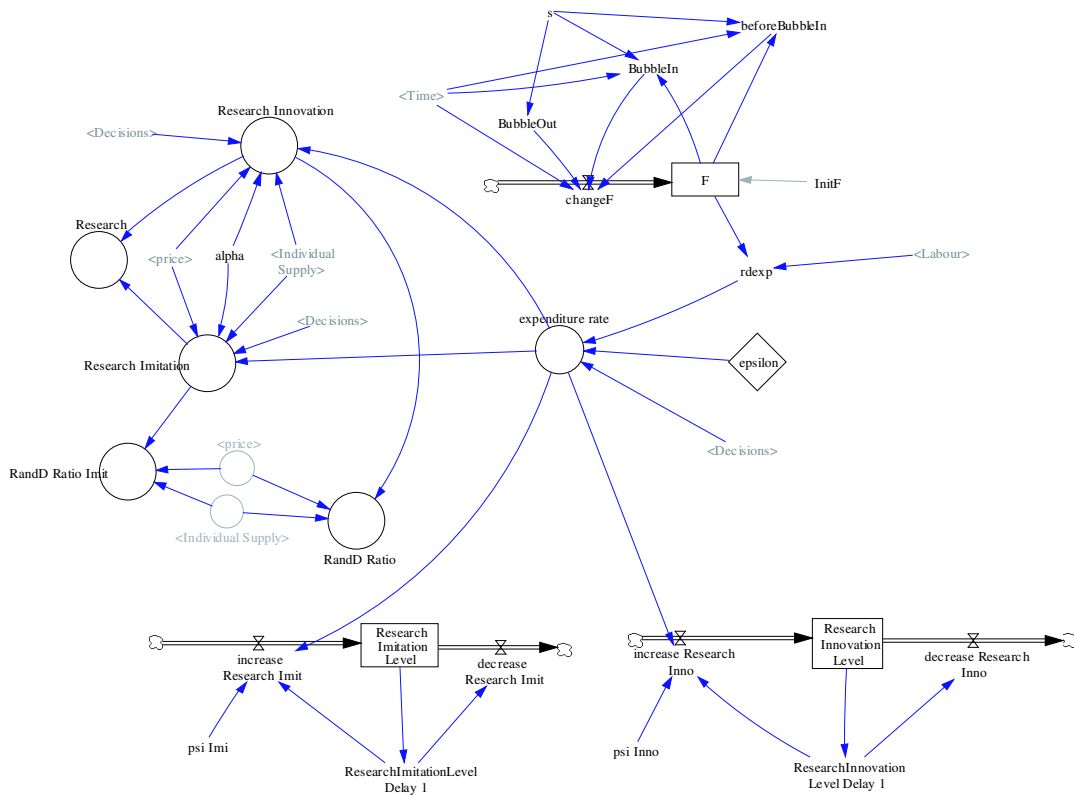 s
beforeBubbleIn
BubbleIn
<Time>
Research Innovation
BubbleOut
<Decisions>
F
InitF
changeF
Research
<price>
alpha
<Individual
Supply>
<Labour>
rdexp
<Decisions>
expenditure rate
Research Imitation
epsilon
<price>
<Decisions>
RandD Ratio Imit
<Individual Supply>
RandD Ratio
Research
Imitation
Level
increase
Research Imit
decrease
Research Imit
psi Imi
ResearchImitationLevel
Delay 1
Research
Innovation
Level
increase Research
Inno
decrease Research
Inno
psi Inno
ResearchInnovation
Level Delay 1